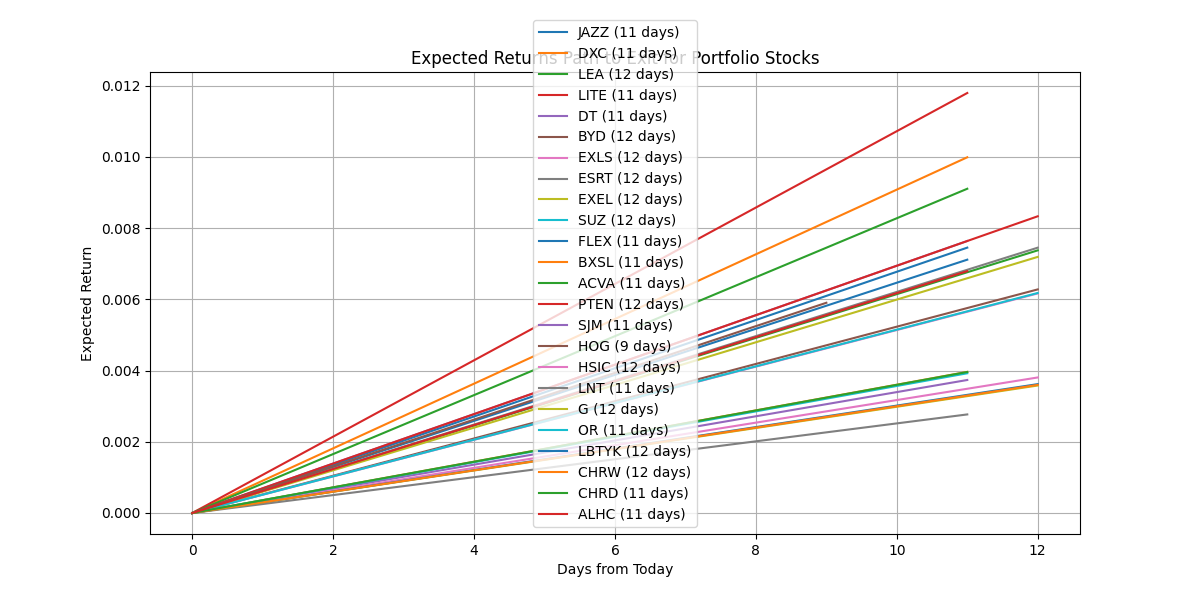 Expected Returns Path to Exit for Portfolio Stocks
JAZZ (11 days)
DXC (11 days)
LEA (12 days)
LITE (11 days)
DT (11 days)
BYD (12 days)
EXLS (12 days)
ESRT (12 days)
EXEL (12 days)
SUZ (12 days)
FLEX (11 days)
BXSL (11 days)
ACVA (11 days)
PTEN (12 days)
SJM (11 days)
HOG (9 days)
HSIC (12 days)
LNT (11 days)
G (12 days)
OR (11 days)
LBTYK (12 days)
CHRW (12 days)
CHRD (11 days)
ALHC (11 days)
Expected Return
0.012
0.010
0.008
0.006
0.004
0.002
0.000
0 2 4 6 8 10 12
Days from Today